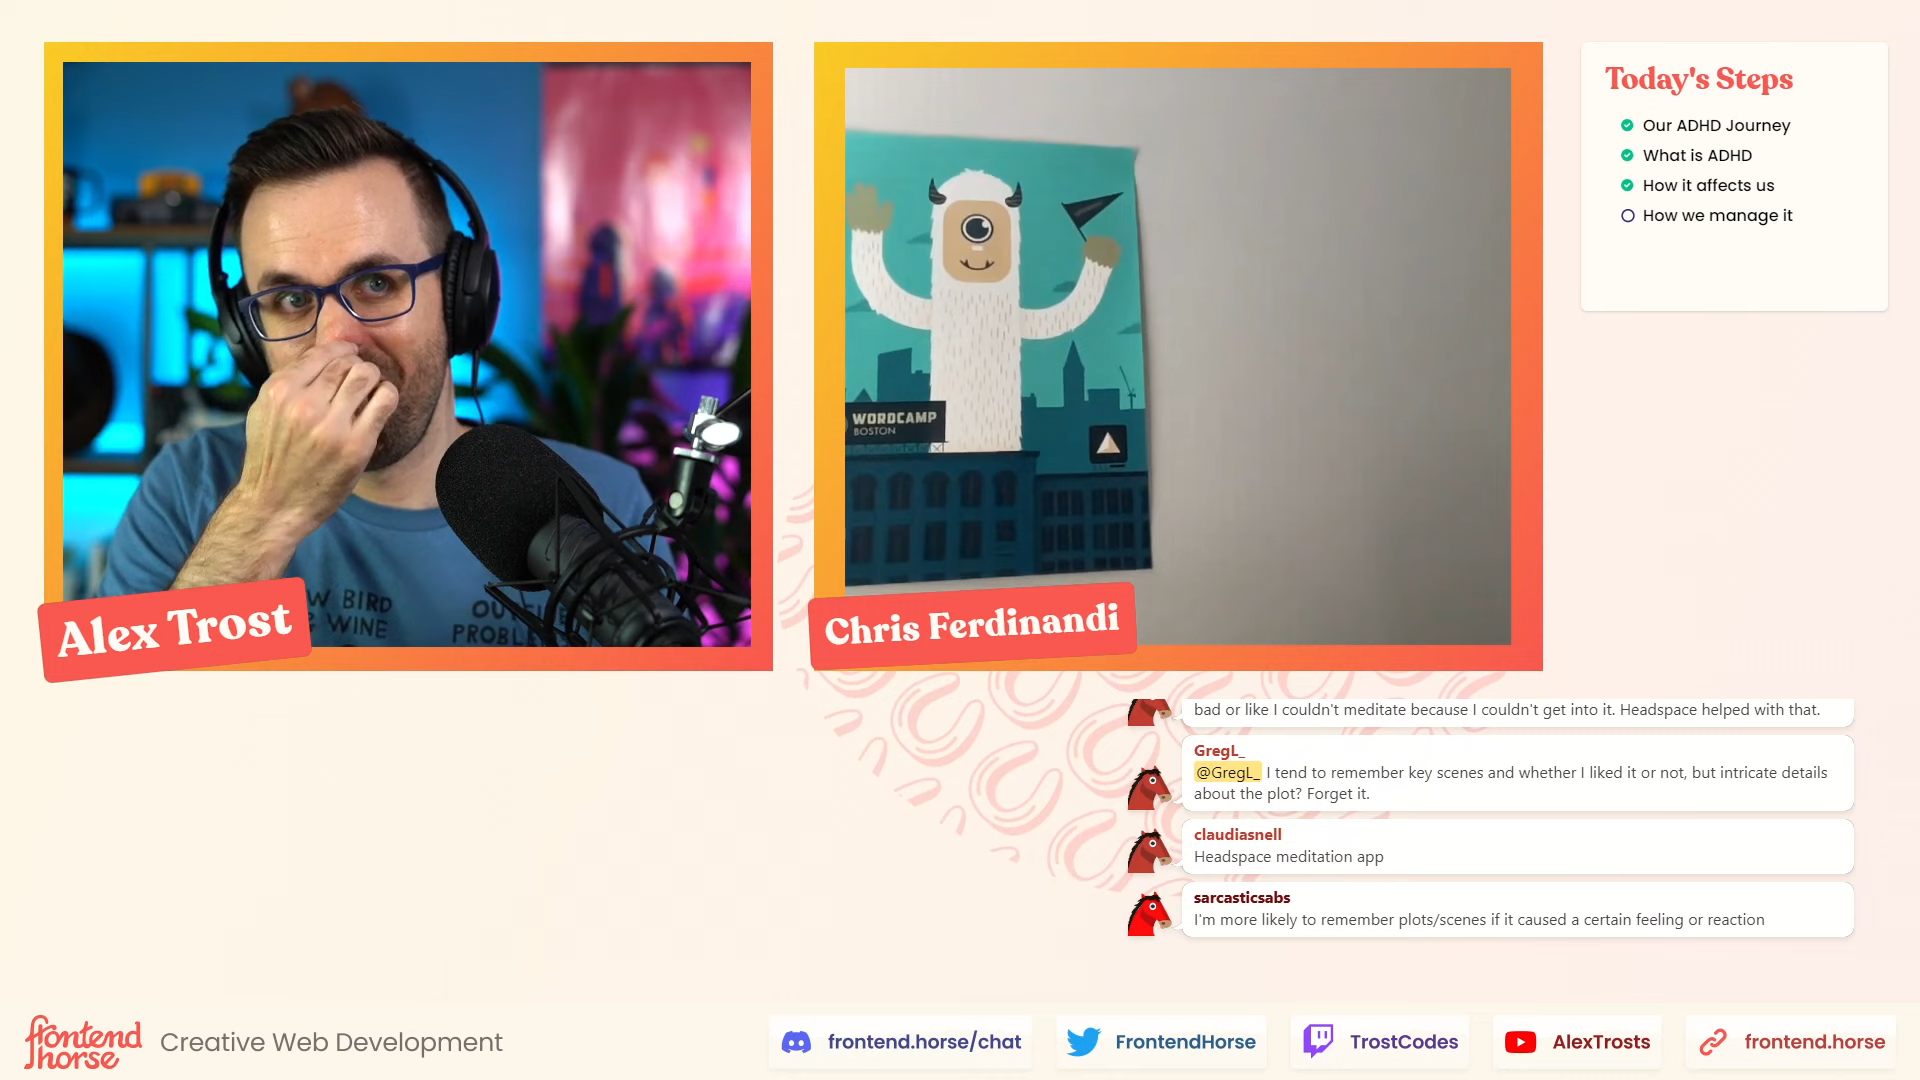 Today's Steps
Our ADHD Journey
What is ADHD
How it affects us
How we manage it
WORDCAMP
BOSTON
W BIRD
WINE
OU
PROBLE
Alex Trost
Chris Ferdinandi
bad or like I couldn't meditate because I couldn't get into it. Headspace helped with that.
GregL_
@GregL_ I tend to remember key scenes and whether I liked it or not, but intricate details
about the plot? Forget it.
claudiasnell
Headspace meditation app
sarcasticsabs
I'm more likely to remember plots/scenes if it caused a certain feeling or reaction
frontend
horse
Creative Web Development
frontend.horse/chat
FrontendHorse
TrostCodes
AlexTrosts
frontend.horse